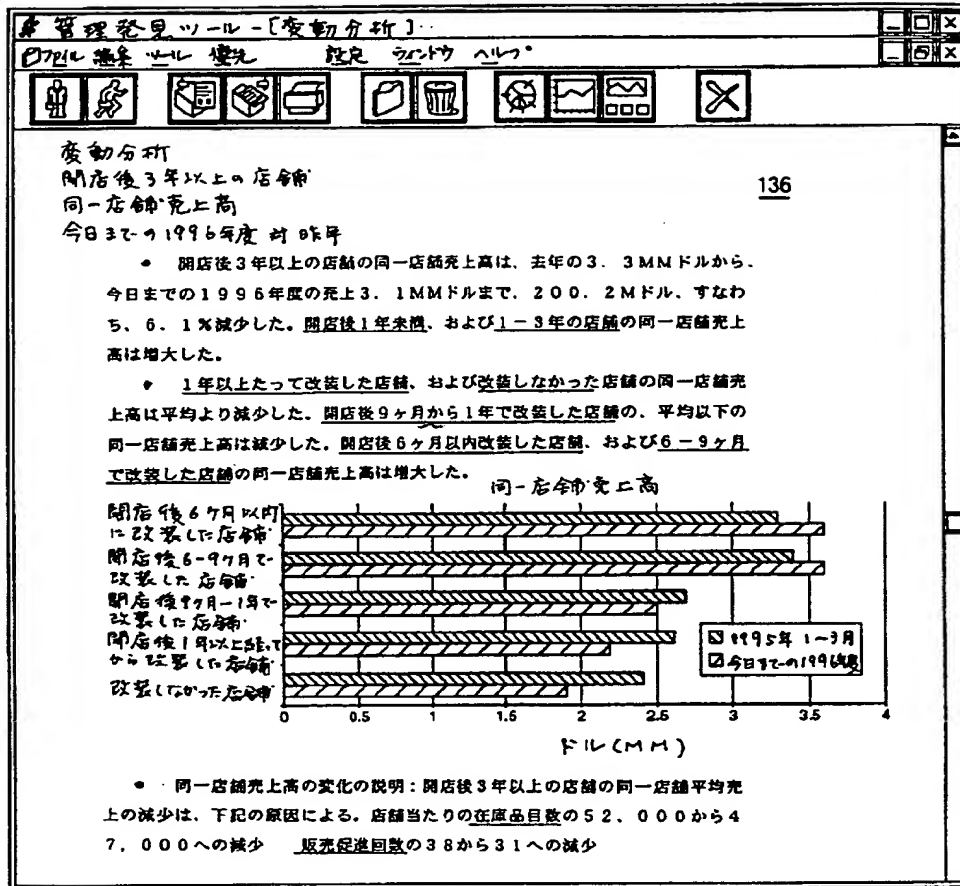 管理発見ツール-[変動分析]
ファイル 編集 ツール 優先 設定 ウィンドウ ヘルプ
変動分析
開店後3年以上の店舗
136
同一店舗売上高
今日までの1996年度 対 昨年
• 開店後3年以上の店舗の同一店舗売上高は、去年の3.3MMドルから、
今日までの1996年度の売上3.1MMドルまで、200.2Mドル、すなわ
ち、6.1%減少した。開店後1年未満、および1-3年の店舗の同一店舗売上
高は増大した。
• 1年以上たって改装した店舗、および改装しなかった店舗の同一店舗売
上高は平均より減少した。開店後9ヶ月から1年で改装した店舗の、平均以下の
同一店舗売上高は減少した。開店後6ヶ月以内改装した店舗、および6-9ヶ月
で改装した店舗の同一店舗売上高は増大した。
同一店舗売上高
開店後6ヶ月以内
に改装した店舗
開店後6-9ヶ月で
改装した店舗
開店後9ヶ月-1年で
改装した店舗
開店後1年以上経って
から改装した店舗
改装しなかった店舗
1995年 1~3月
今日までの1996年度
0 0.5 1 1.5 2 2.5 3 3.5 4
ドル(MM)
• 同一店舗売上高の変化の説明:開店後3年以上の店舗の同一店舗平均売
上の減少は、下記の原因による。店舗当たりの在庫品目数の52,000から4
7,000への減少 販売促進回数の38から31への減少